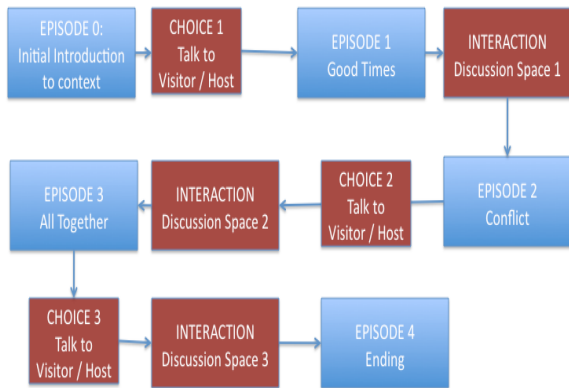 EPISODE 0:
Initial Introduction
to context
CHOICE 1
Talk to
Visitor / Host
EPISODE 1
Good Times
INTERACTION
Discussion Space 1
EPISODE 2
Conflict
CHOICE 2
Talk to
Visitor / Host
INTERACTION
Discussion Space 2
EPISODE 3
All Together
CHOICE 3
Talk to
Visitor / Host
INTERACTION
Discussion Space 3
EPISODE 4
Ending